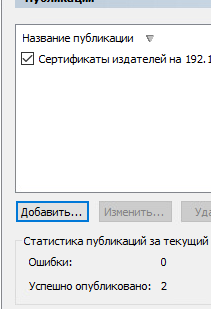 Название публикации
Сертификаты издателей на 192.1
Добавить... Изменить... Уда
Статистика публикаций за текущий
Ошибки: 0
Успешно опубликовано: 2